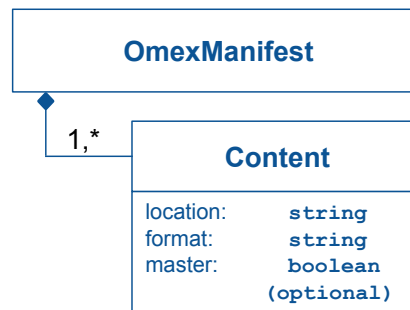 OmexManifest
1,*
Content
location: string
format: string
master: boolean
(optional)